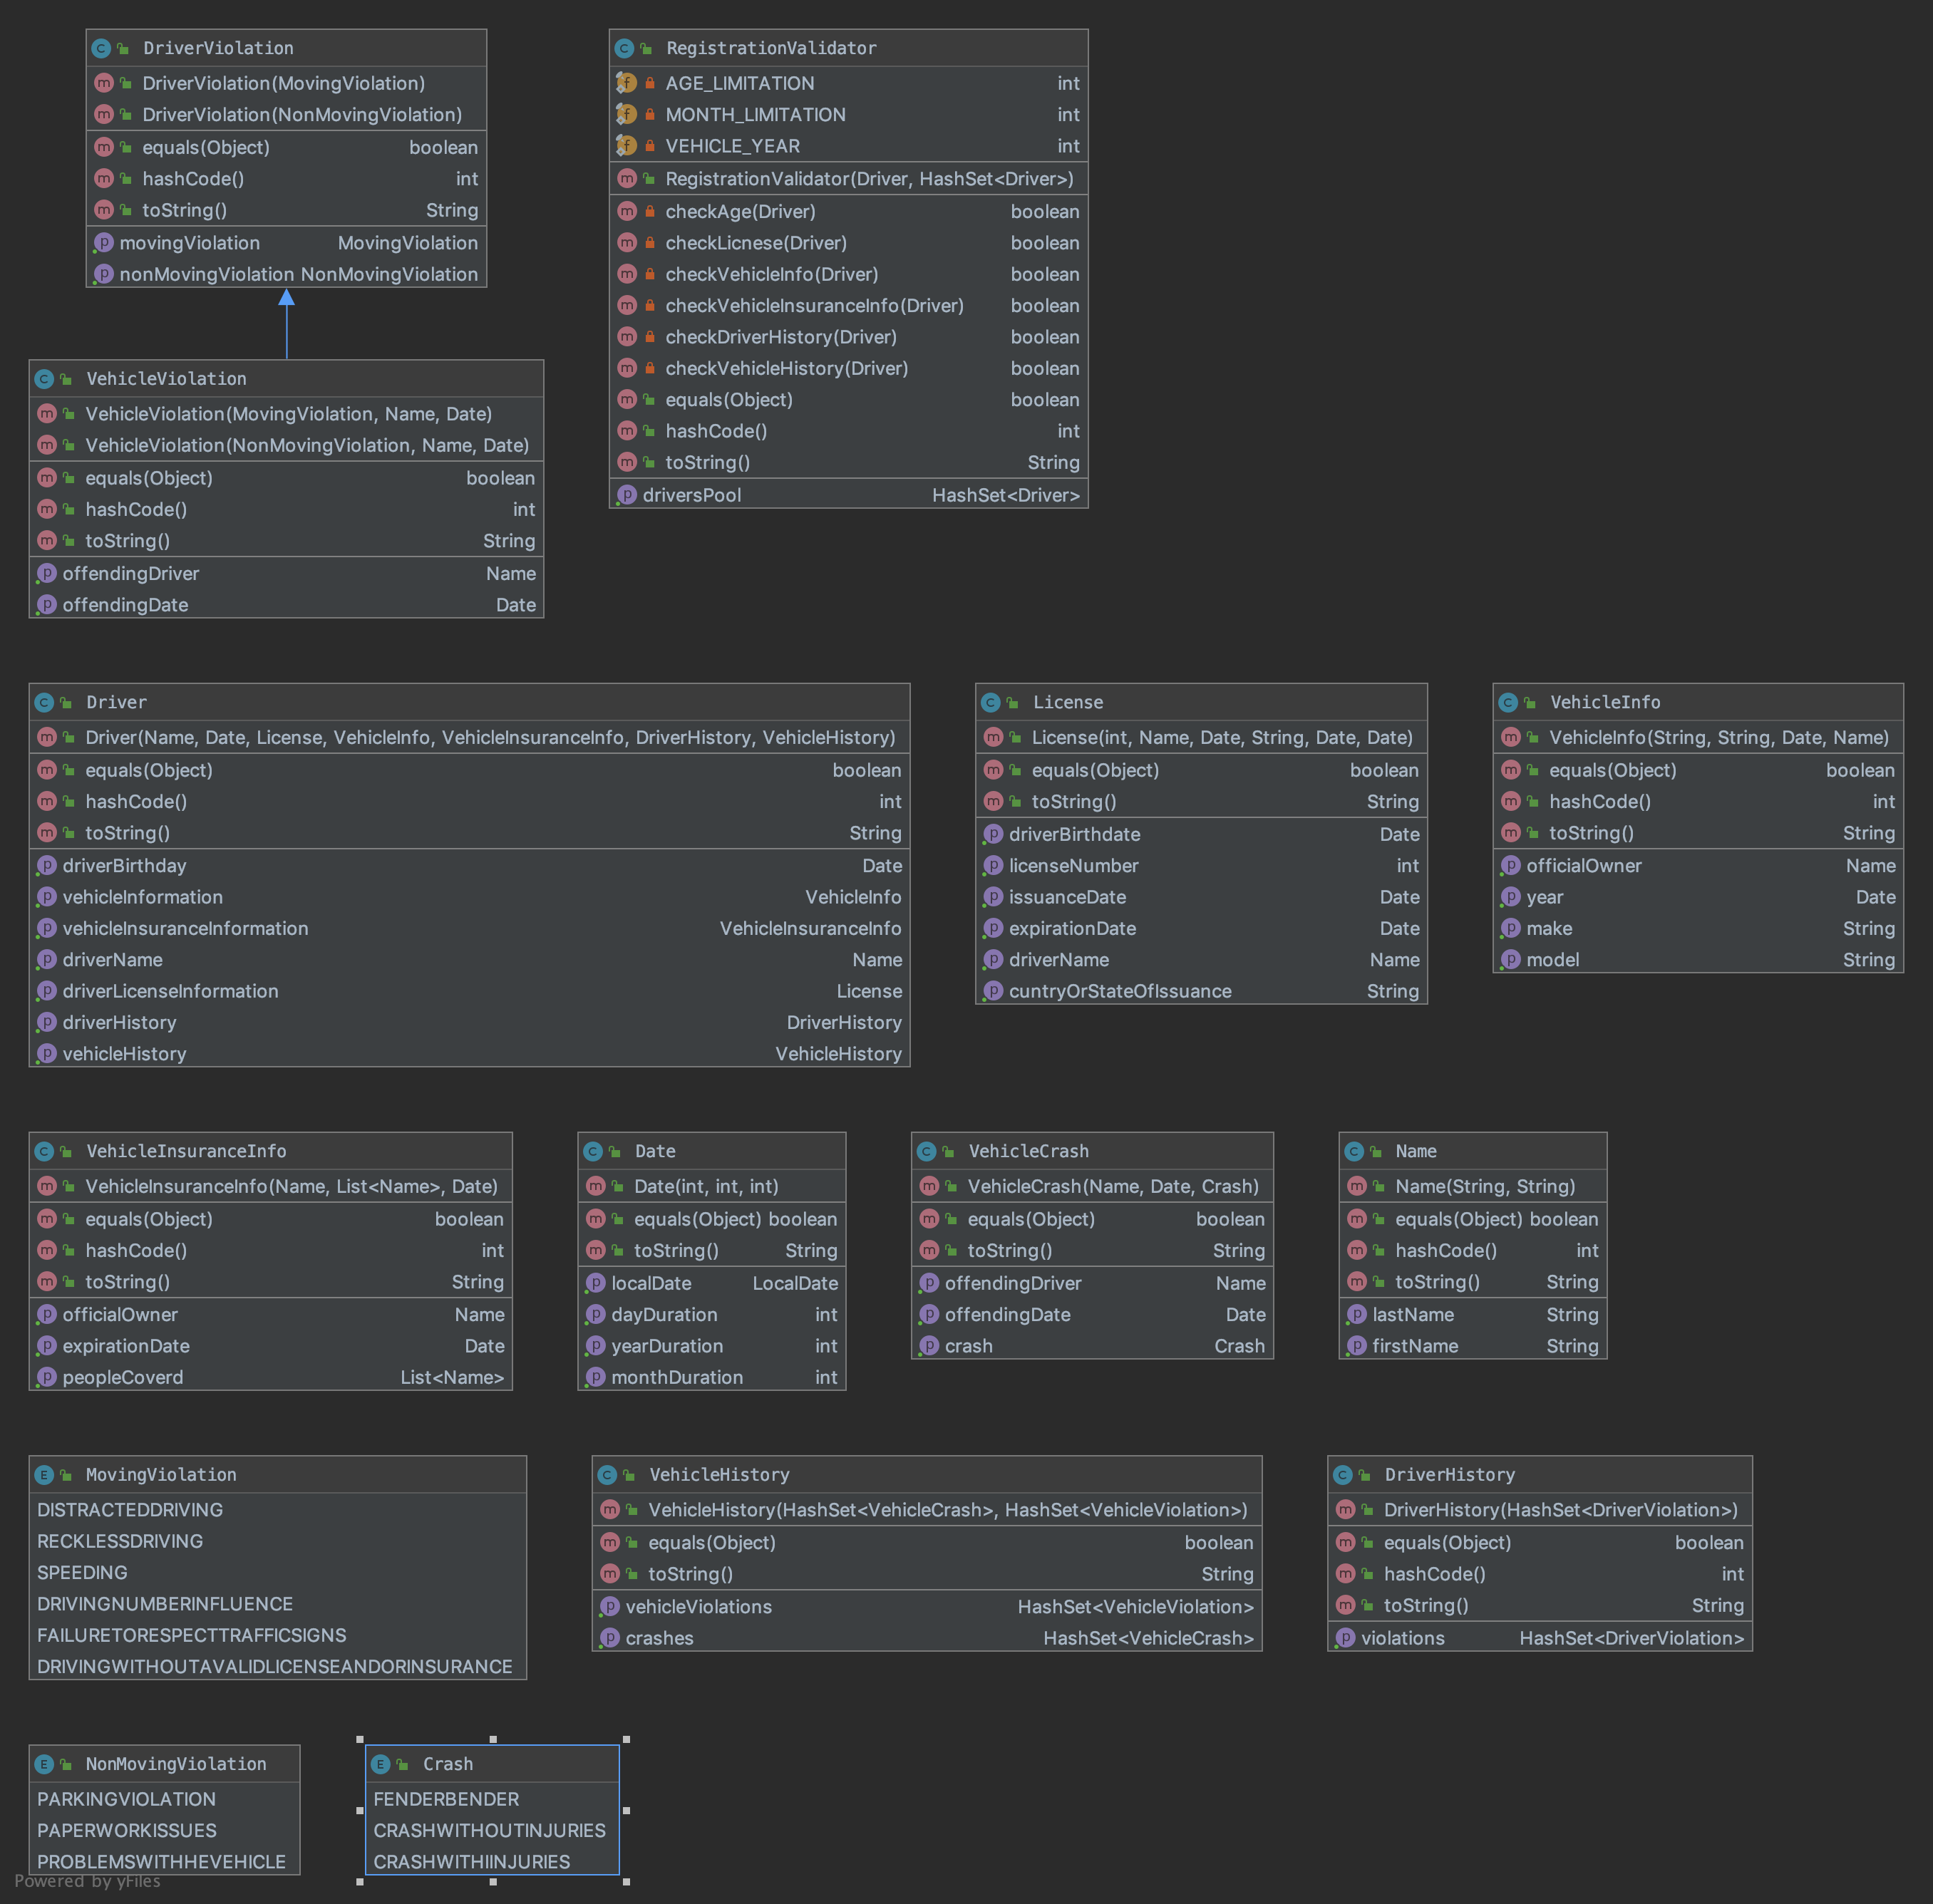 DriverViolation
DriverViolation(MovingViolation)
DriverViolation(NonMovingViolation)
equals(Object) boolean
hashCode() int
toString() String
movingViolation MovingViolation
nonMovingViolation NonMovingViolation
RegistrationValidator
AGE_LIMITATION int
MONTH_LIMITATION int
VEHICLE_YEAR int
RegistrationValidator(Driver, HashSet<Driver>)
checkAge(Driver) boolean
checkLicnese(Driver) boolean
checkVehicleInfo(Driver) boolean
checkVehicleInsuranceInfo(Driver) boolean
checkDriverHistory(Driver) boolean
checkVehicleHistory(Driver) boolean
equals(Object) boolean
hashCode() int
toString() String
driversPool HashSet<Driver>
VehicleViolation
VehicleViolation(MovingViolation, Name, Date)
VehicleViolation(NonMovingViolation, Name, Date)
equals(Object) boolean
hashCode() int
toString() String
offendingDriver Name
offendingDate Date
Driver
Driver(Name, Date, License, VehicleInfo, VehicleInsuranceInfo, DriverHistory, VehicleHistory)
equals(Object) boolean
hashCode() int
toString() String
driverBirthday Date
vehicleInformation VehicleInfo
vehicleInsuranceInformation VehicleInsuranceInfo
driverName Name
driverLicenseInformation License
driverHistory DriverHistory
vehicleHistory VehicleHistory
License
License(int, Name, Date, String, Date, Date)
equals(Object) boolean
toString() String
driverBirthdate Date
licenseNumber int
issuanceDate Date
expirationDate Date
driverName Name
cuntryOrStateOfIssuance String
VehicleInfo
VehicleInfo(String, String, Date, Name)
equals(Object) boolean
hashCode() int
toString() String
officialOwner Name
year Date
make String
model String
VehicleInsuranceInfo
VehicleInsuranceInfo(Name, List<Name>, Date)
equals(Object) boolean
hashCode() int
toString() String
officialOwner Name
expirationDate Date
peopleCoverd List<Name>
Date
Date(int, int, int)
equals(Object) boolean
toString() String
localDate LocalDate
dayDuration int
yearDuration int
monthDuration int
VehicleCrash
VehicleCrash(Name, Date, Crash)
equals(Object) boolean
toString() String
offendingDriver Name
offendingDate Date
crash Crash
Name
Name(String, String)
equals(Object) boolean
hashCode() int
toString() String
lastName String
firstName String
MovingViolation
DISTRACTEDDRIVING
RECKLESSDRIVING
SPEEDING
DRIVINGNUMBERINFLUENCE
FAILURETORESPECTTRAFFICSIGNS
DRIVINGWITHOUTAVALIDLICENSEANDORINSURANCE
VehicleHistory
VehicleHistory(HashSet<VehicleCrash>, HashSet<VehicleViolation>)
equals(Object) boolean
toString() String
vehicleViolations HashSet<VehicleViolation>
crashes HashSet<VehicleCrash>
DriverHistory
DriverHistory(HashSet<DriverViolation>)
equals(Object) boolean
hashCode() int
toString() String
violations HashSet<DriverViolation>
NonMovingViolation
PARKINGVIOLATION
PAPERWORKISSUES
PROBLEMSWITHHEVEHICLE
Crash
FENDERBENDER
CRASHWITHOUTINJURIES
CRASHWITHIINJURIES
Powered by yFiles